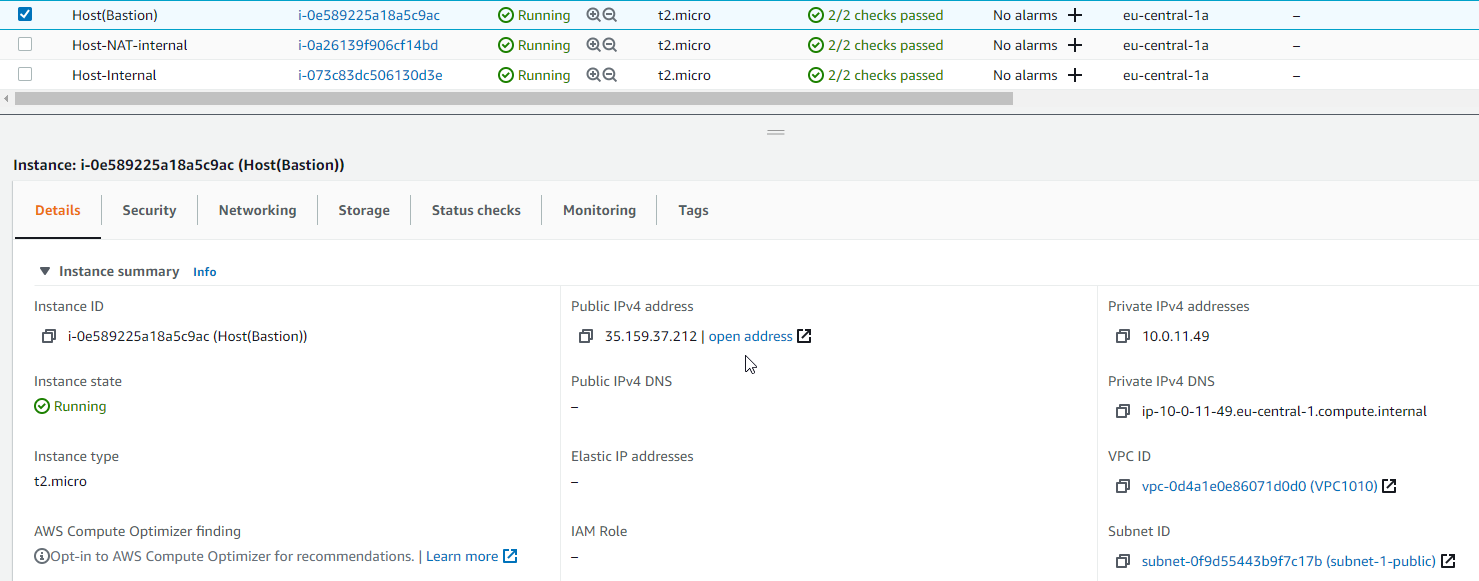 Host(Bastion) i-0e589225a18a5c9ac Running t2.micro 2/2 checks passed No alarms + eu-central-1a –
Host-NAT-internal i-0a26139f906cf14bd Running t2.micro 2/2 checks passed No alarms + eu-central-1a –
Host-Internal i-073c83dc506130d3e Running t2.micro 2/2 checks passed No alarms + eu-central-1a –
Instance: i-0e589225a18a5c9ac (Host(Bastion))
Details Security Networking Storage Status checks Monitoring Tags
Instance summary Info
Instance ID
i-0e589225a18a5c9ac (Host(Bastion))
Instance state
Running
Instance type
t2.micro
AWS Compute Optimizer finding
Opt-in to AWS Compute Optimizer for recommendations. | Learn more
Public IPv4 address
35.159.37.212 | open address
Public IPv4 DNS
–
Elastic IP addresses
–
IAM Role
–
Private IPv4 addresses
10.0.11.49
Private IPv4 DNS
ip-10-0-11-49.eu-central-1.compute.internal
VPC ID
vpc-0d4a1e0e86071d0d0 (VPC1010)
Subnet ID
subnet-0f9d55443b9f7c17b (subnet-1-public)